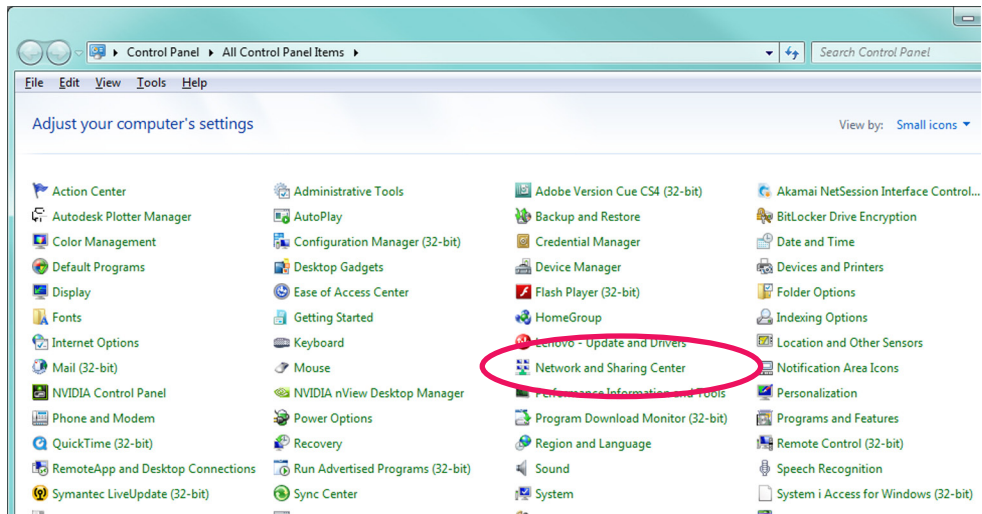 Control Panel ▸ All Control Panel Items ▸
Search Control Panel
File Edit View Tools Help
Adjust your computer's settings
View by: Small icons
Action Center
Administrative Tools
Adobe Version Cue CS4 (32-bit)
Akamai NetSession Interface Control...
Autodesk Plotter Manager
AutoPlay
Backup and Restore
BitLocker Drive Encryption
Color Management
Configuration Manager (32-bit)
Credential Manager
Date and Time
Default Programs
Desktop Gadgets
Device Manager
Devices and Printers
Display
Ease of Access Center
Flash Player (32-bit)
Folder Options
Fonts
Getting Started
HomeGroup
Indexing Options
Internet Options
Keyboard
Lenovo - Update and Drivers
Location and Other Sensors
Mail (32-bit)
Mouse
Network and Sharing Center
Notification Area Icons
NVIDIA Control Panel
NVIDIA nView Desktop Manager
Performance Information and Tools
Personalization
Phone and Modem
Power Options
Program Download Monitor (32-bit)
Programs and Features
QuickTime (32-bit)
Recovery
Region and Language
Remote Control (32-bit)
RemoteApp and Desktop Connections
Run Advertised Programs (32-bit)
Sound
Speech Recognition
Symantec LiveUpdate (32-bit)
Sync Center
System
System i Access for Windows (32-bit)